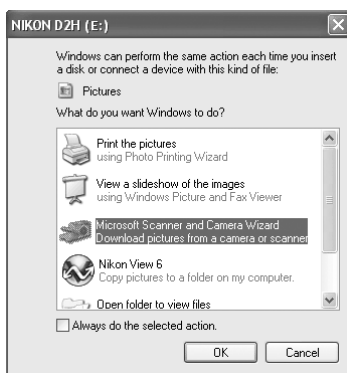 NIKON D2H (E:)
Windows can perform the same action each time you insert
a disk or connect a device with this kind of file:
Pictures
What do you want Windows to do?
Print the pictures
using Photo Printing Wizard
View a slideshow of the images
using Windows Picture and Fax Viewer
Microsoft Scanner and Camera Wizard
Download pictures from a camera or scanner
Nikon View 6
Copy pictures to a folder on my computer.
Open folder to view files
Always do the selected action.
OK Cancel